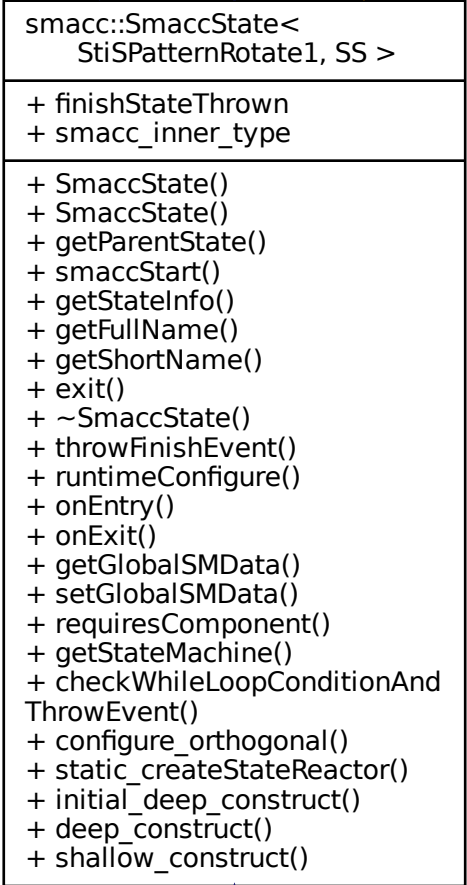 smacc::SmaccState<
StiSPatternRotate1, SS >
+ finishStateThrown
+ smacc_inner_type
+ SmaccState()
+ SmaccState()
+ getParentState()
+ smaccStart()
+ getStateInfo()
+ getFullName()
+ getShortName()
+ exit()
+ ~SmaccState()
+ throwFinishEvent()
+ runtimeConfigure()
+ onEntry()
+ onExit()
+ getGlobalSMData()
+ setGlobalSMData()
+ requiresComponent()
+ getStateMachine()
+ checkWhileLoopConditionAnd
ThrowEvent()
+ configure_orthogonal()
+ static_createStateReactor()
+ initial_deep_construct()
+ deep_construct()
+ shallow_construct()